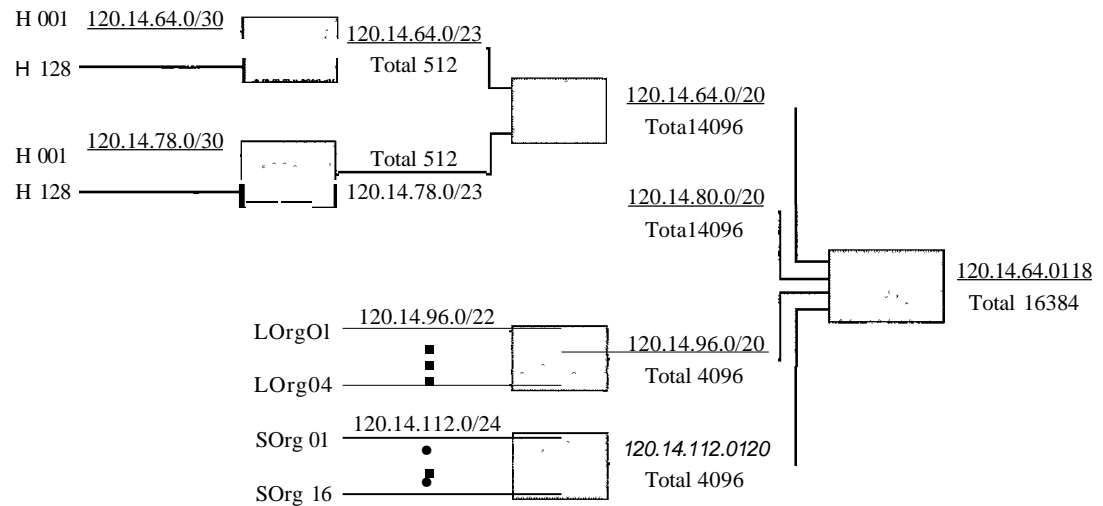 H 001 120.14.64.0/30
120.14.64.0/23
H 128
Total 512
120.14.64.0/20
Tota14096
H 001 120.14.78.0/30
Total 512
H 128
120.14.78.0/23
120.14.80.0/20
Tota14096
120.14.64.0118
Total 16384
LOrgOl 120.14.96.0/22
120.14.96.0/20
LOrg04
Total 4096
SOrg 01 120.14.112.0/24
120.14.112.0120
SOrg 16
Total 4096